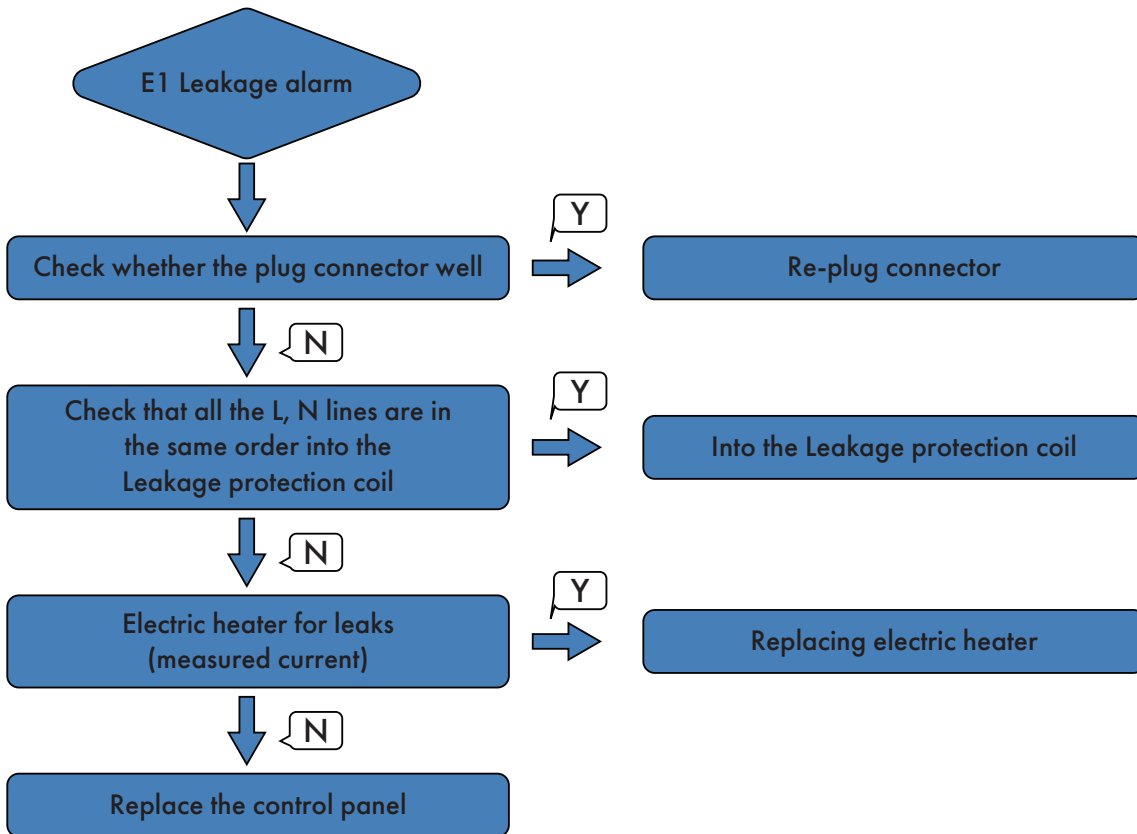 E1 Leakage alarm
Y
Check whether the plug connector well
Re-plug connector
N
Check that all the L, N lines are in
the same order into the
Leakage protection coil
Y
Into the Leakage protection coil
N
Electric heater for leaks
(measured current)
Y
Replacing electric heater
N
Replace the control panel